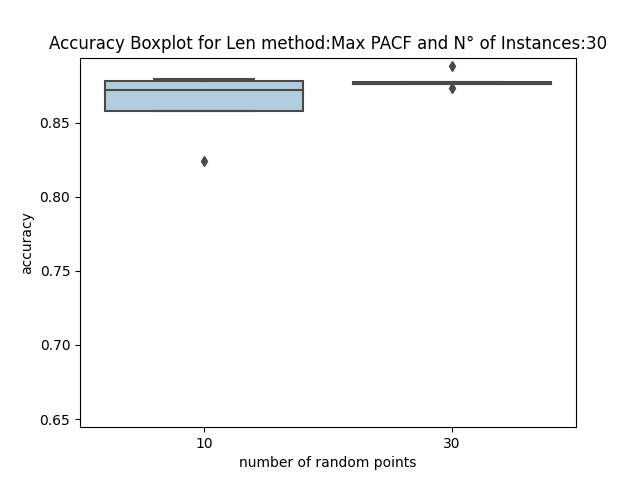 Accuracy Boxplot for Len method:Max PACF and N° of Instances:30
0.85
0.80
0.75
0.70
0.65
accuracy
10 30
number of random points